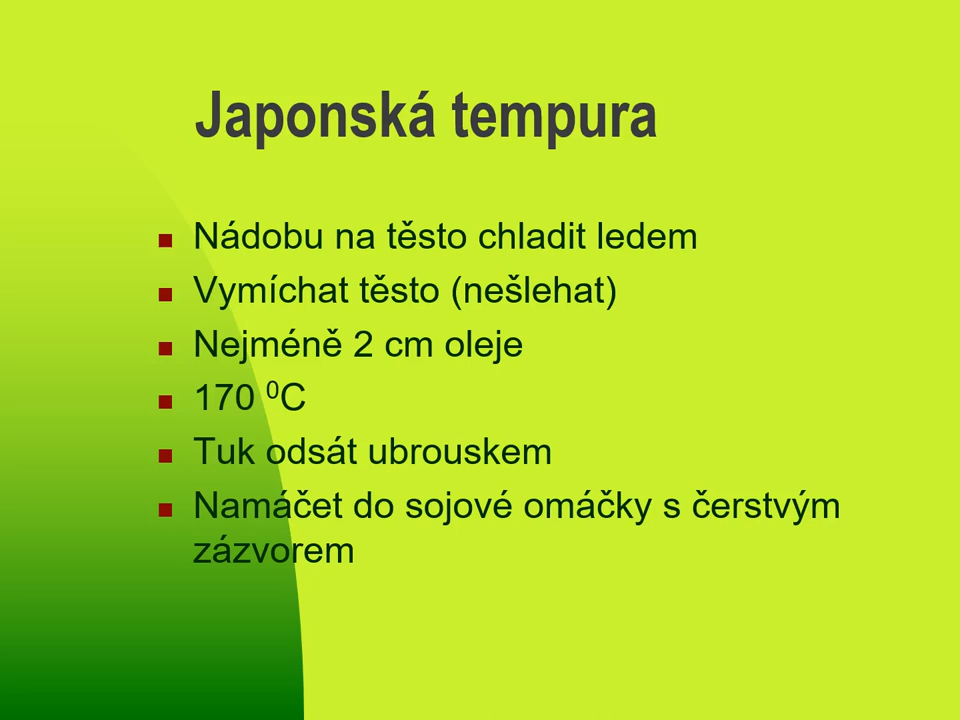 Japonská tempura
Nádobu na těsto chladit ledem
Vymíchat těsto (nešlehat)
Nejméně 2 cm oleje
170 ⁰C
Tuk odsát ubrouskem
Namáčet do sojové omáčky s čerstvým
zázvorem